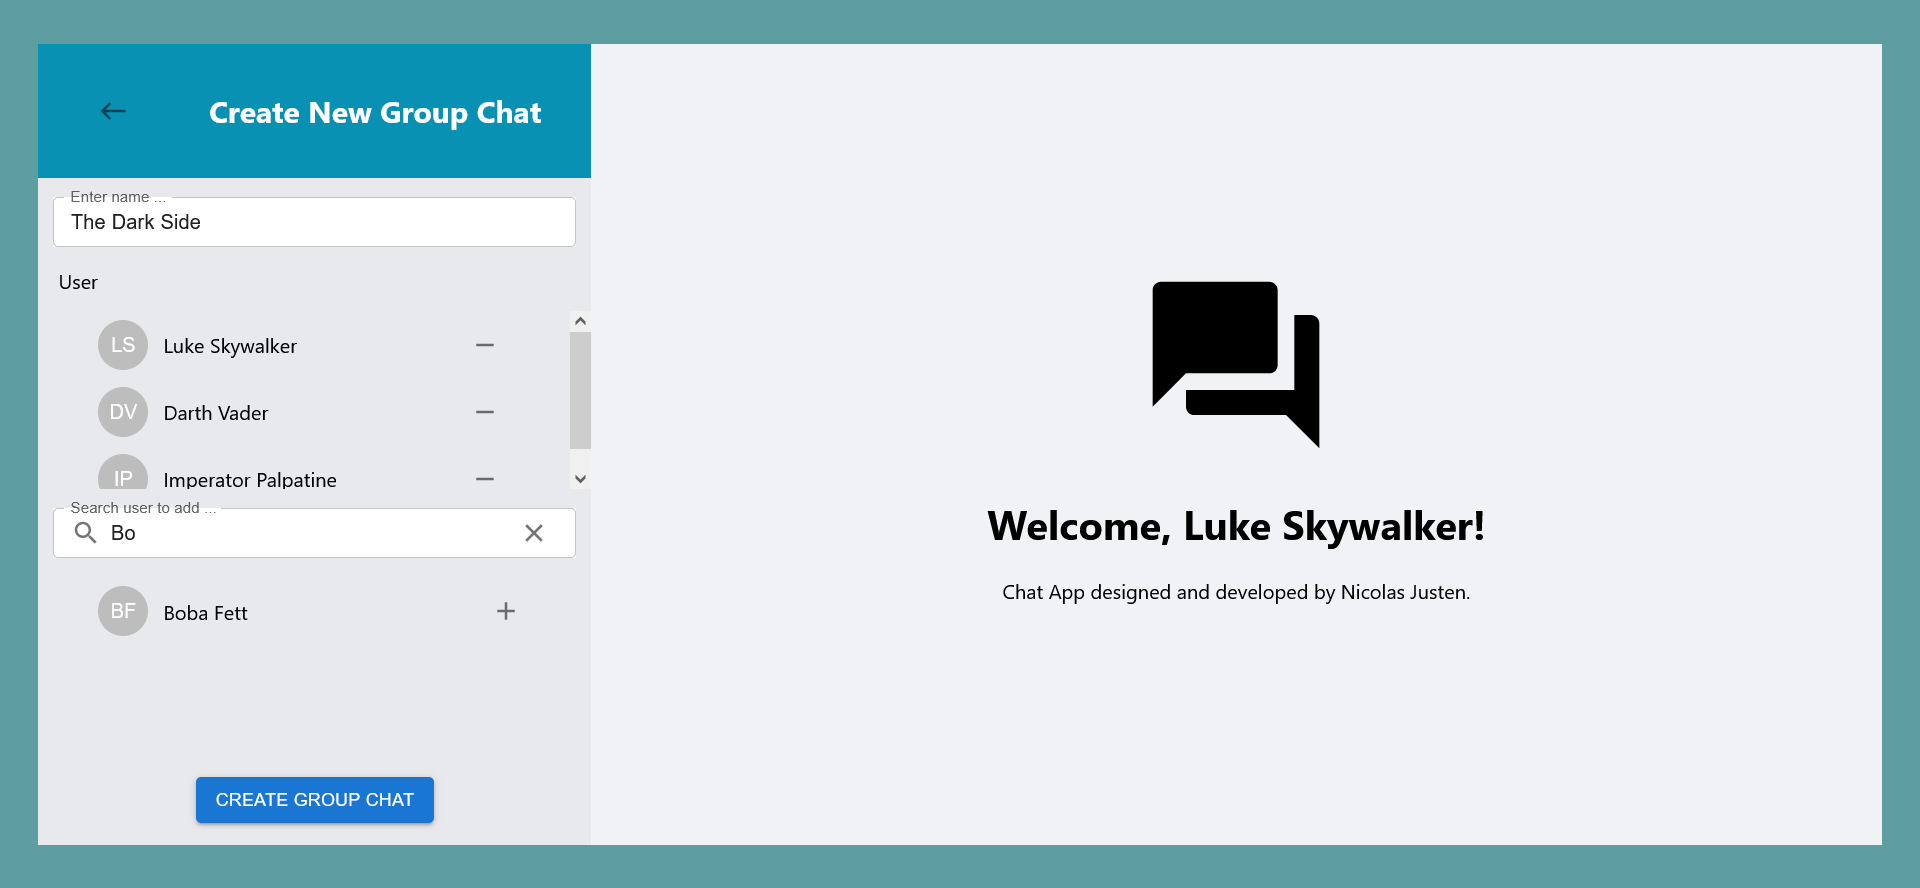 Create New Group Chat
Enter name ...
The Dark Side
User
LS Luke Skywalker
DV Darth Vader
IP Imperator Palpatine
Search user to add ...
Bo
BF Boba Fett
CREATE GROUP CHAT
Welcome, Luke Skywalker!
Chat App designed and developed by Nicolas Justen.